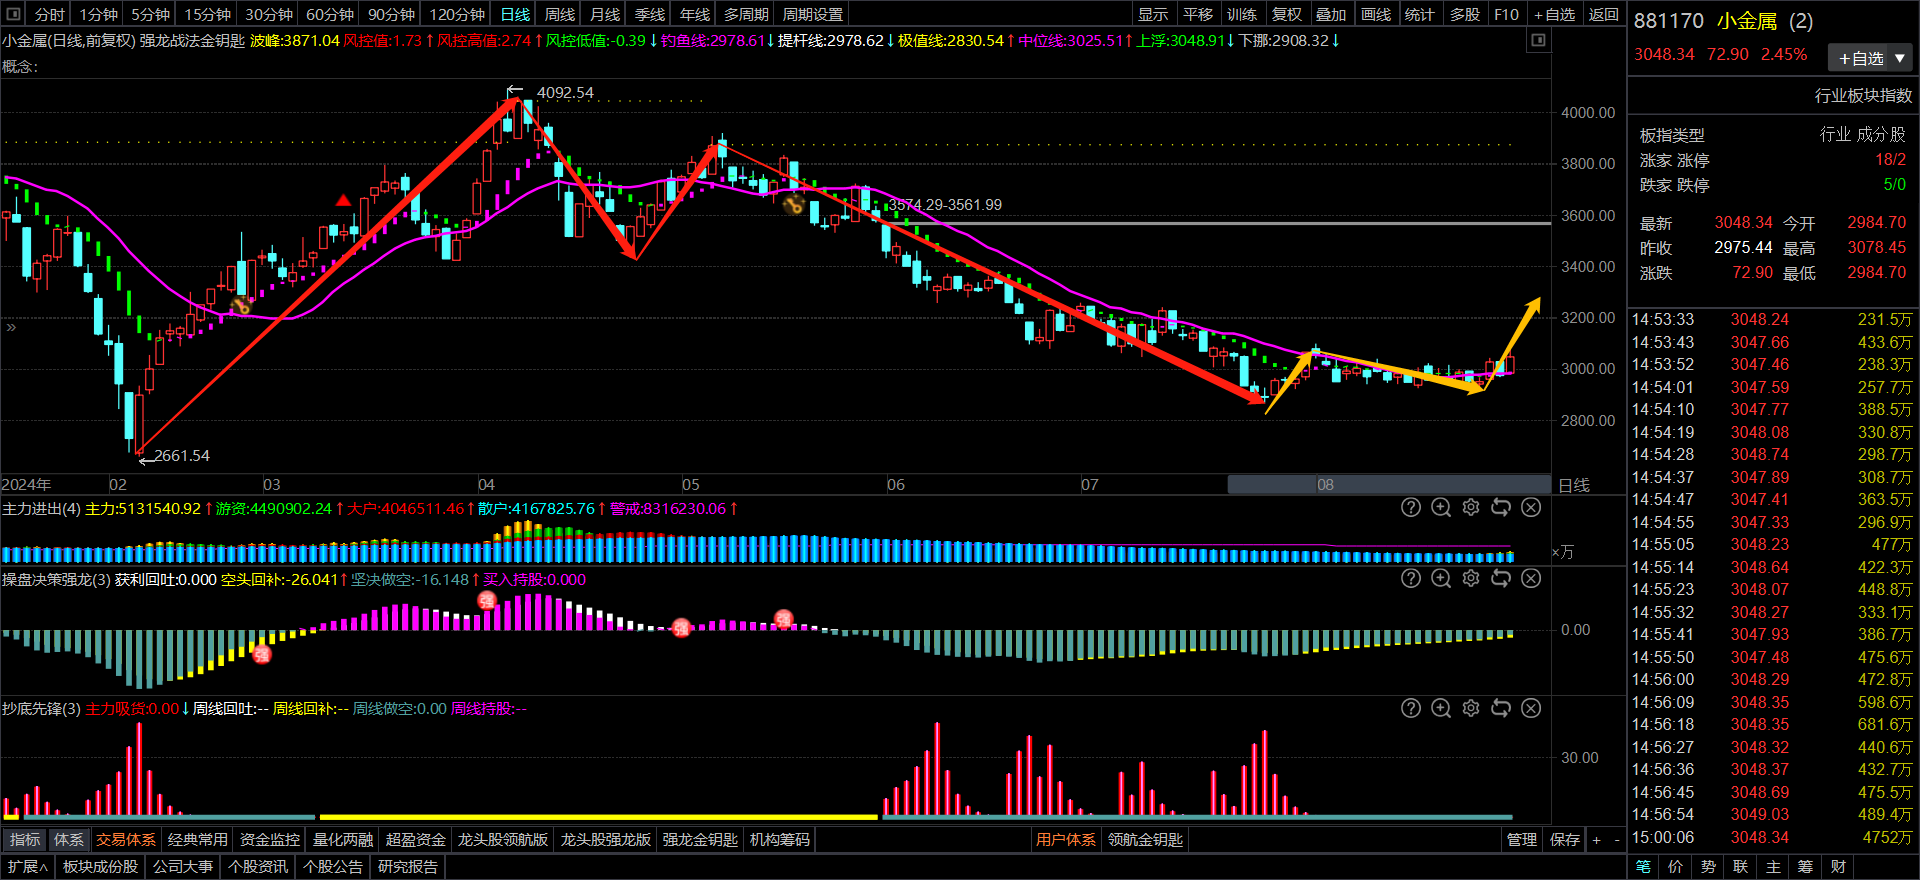 分时 1分钟 5分钟 15分钟 30分钟 60分钟 90分钟 120分钟 日线 周线 月线 季线 年线 多周期 周期设置 显示 平移 训练 复权 叠加 画线 统计 多股 F10 +自选 返回
小金属(日线,前复权) 强龙战法金钥匙 波峰:3871.04 风控值:1.73↑风控高值:2.74↑风控低值:-0.39↓钓鱼线:2978.61↓提杆线:2978.62↓极值线:2830.54↑中位线:3025.51↑上浮:3048.91↓下挪:2908.32↓
概念:
4092.54
3574.29-3561.99
2661.54
4000.00
3800.00
3600.00
3400.00
3200.00
3000.00
2800.00
2024年 02 03 04 05 06 07 08 日线
主力进出(4) 主力:5131540.92↑游资:4490902.24↑大户:4046511.46↑散户:4167825.76↑警戒:8316230.06↑
×万
操盘决策强龙(3) 获利回吐:0.000 空头回补:-26.041↑坚决做空:-16.148↑买入持股:0.000
强 强 强 强
0.00
抄底先锋(3) 主力吸货:0.00↓周线回吐:-- 周线回补:-- 周线做空:0.00 周线持股:--
30.00
指标 体系 交易体系 经典常用 资金监控 量化两融 超盈资金 龙头股领航版 龙头股强龙版 强龙金钥匙 机构筹码 用户体系 领航金钥匙 管理 保存 + -
扩展∧ 板块成份股 公司大事 个股资讯 个股公告 研究报告
881170 小金属 (2)
3048.34 72.90 2.45% +自选 ▼
行业板块指数
板指类型 行业 成分股
涨家 涨停 18/2
跌家 跌停 5/0
最新 3048.34 今开 2984.70
昨收 2975.44 最高 3078.45
涨跌 72.90 最低 2984.70
14:53:33 3048.24 231.5万
14:53:43 3047.66 433.6万
14:53:52 3047.46 238.3万
14:54:01 3047.59 257.7万
14:54:10 3047.77 388.5万
14:54:19 3048.08 330.8万
14:54:28 3048.74 298.7万
14:54:37 3047.89 308.7万
14:54:47 3047.41 363.5万
14:54:55 3047.33 296.9万
14:55:05 3048.23 477万
14:55:14 3048.64 422.3万
14:55:23 3048.07 448.8万
14:55:32 3048.27 333.1万
14:55:41 3047.93 386.7万
14:55:50 3047.48 475.6万
14:56:00 3048.29 472.8万
14:56:09 3048.35 598.6万
14:56:18 3048.35 681.6万
14:56:27 3048.32 440.6万
14:56:36 3048.37 432.7万
14:56:45 3048.69 475.5万
14:56:54 3049.03 489.4万
15:00:06 3048.34 4752万
笔 价 势 联 主 筹 财